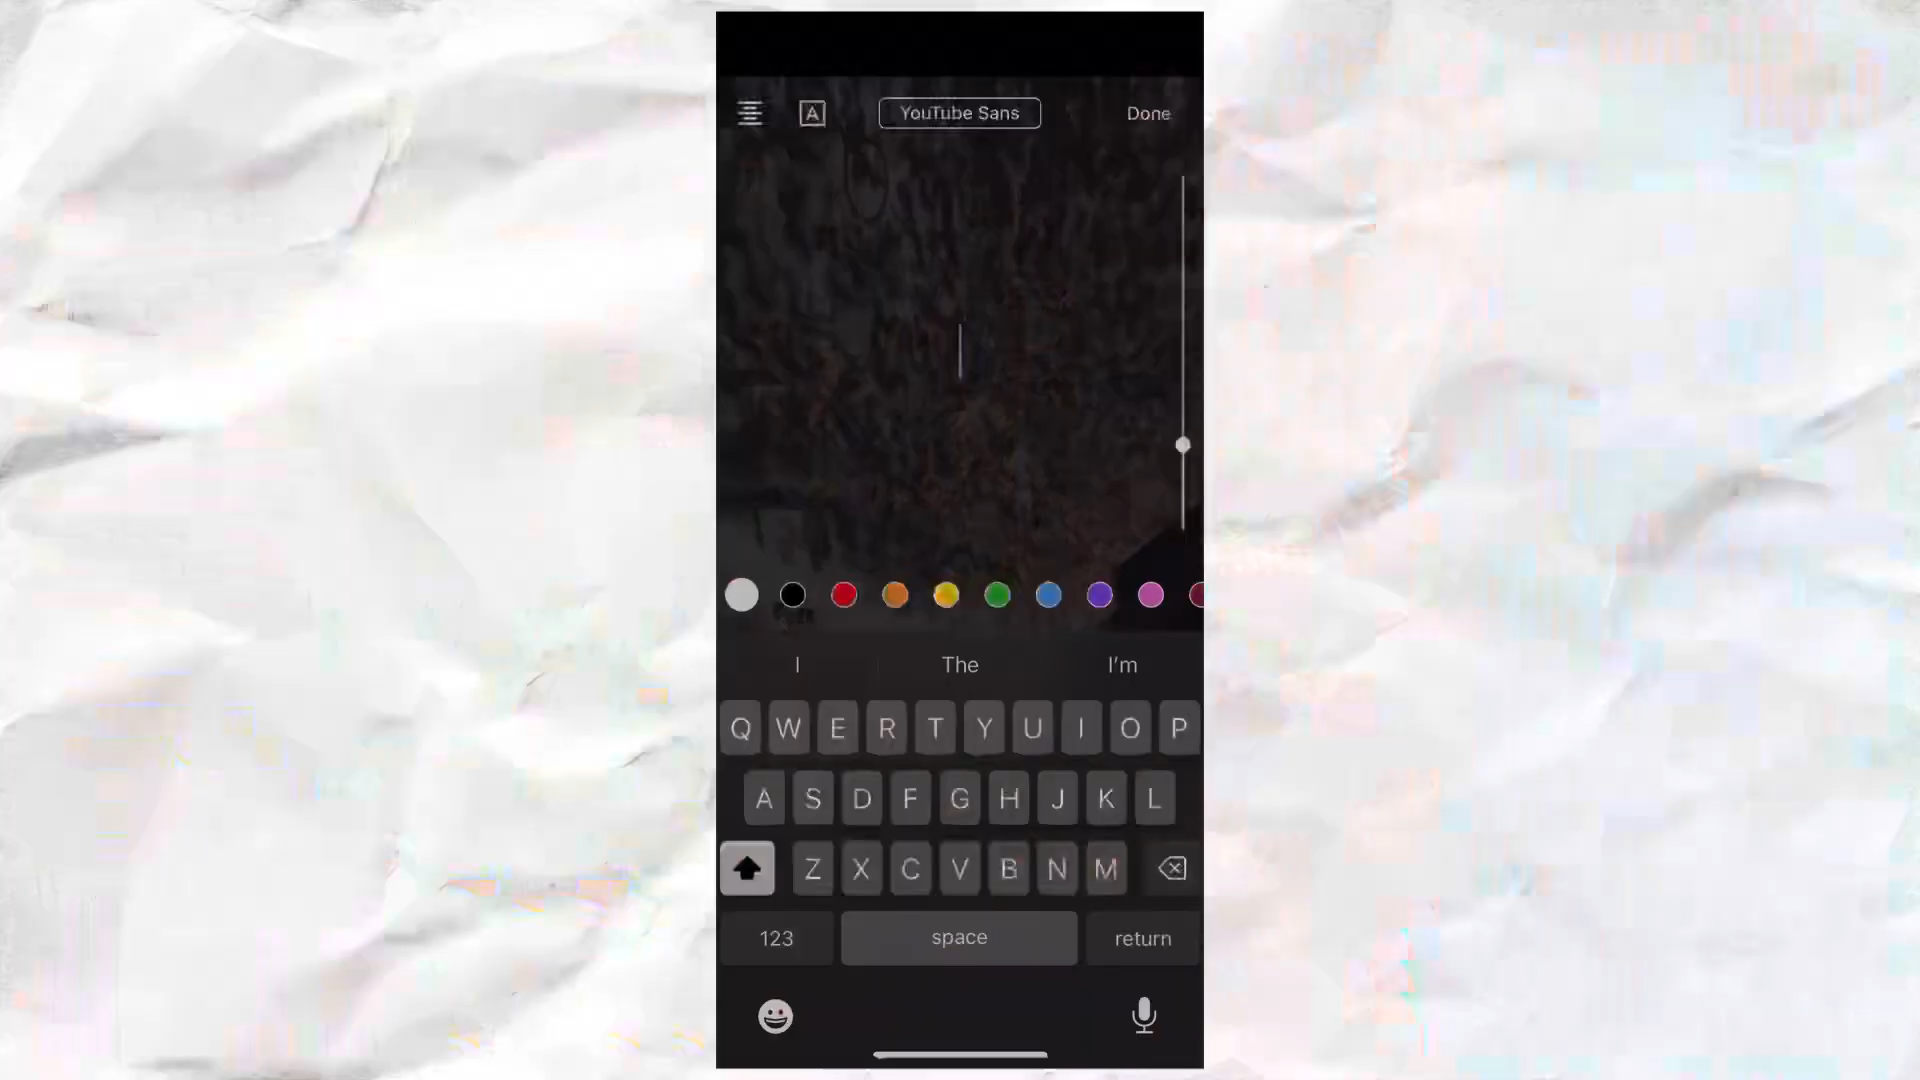 A YouTube Sans Done
I The I'm
Q W E R T Y U I O P
A S D F G H J K L
Z X C V B N M
123 space return